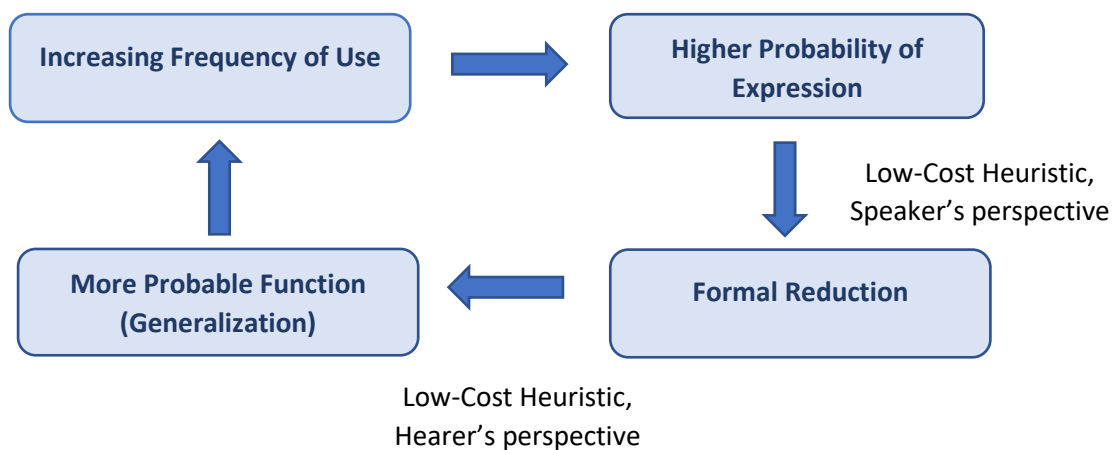 Increasing Frequency of Use
Higher Probability of
Expression
Low-Cost Heuristic,
Speaker’s perspective
More Probable Function
(Generalization)
Formal Reduction
Low-Cost Heuristic,
Hearer’s perspective